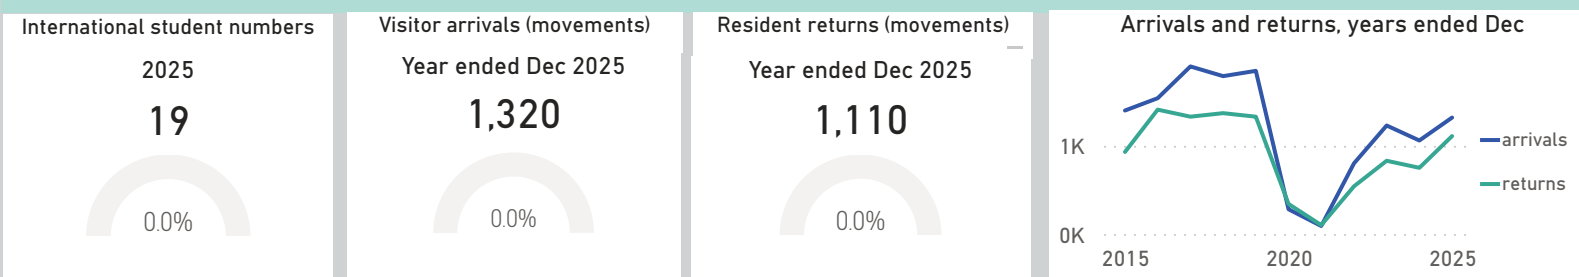 International student numbers
2025
19
0.0%
Visitor arrivals (movements)
Year ended Dec 2025
1,320
0.0%
Resident returns (movements)
Year ended Dec 2025
1,110
0.0%
Arrivals and returns, years ended Dec
1K
0K
2015 2020 2025
arrivals
returns